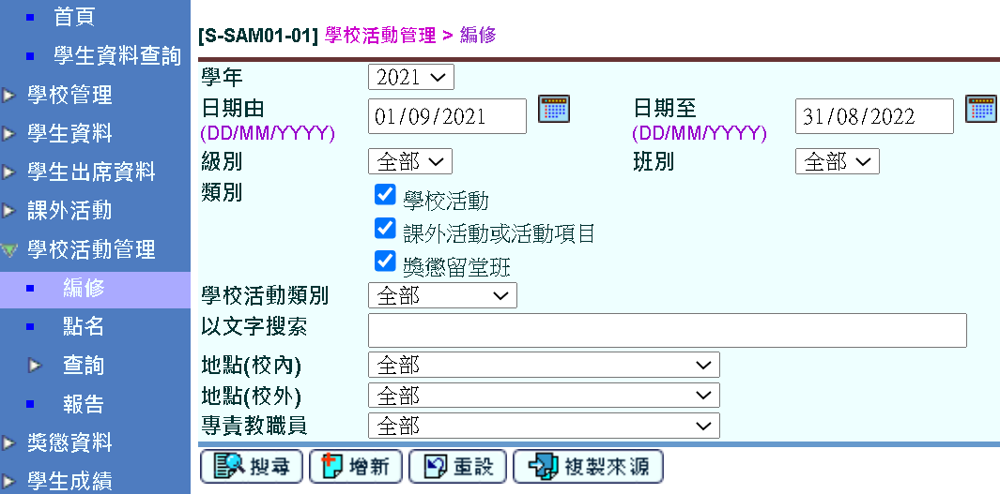 首頁
學生資料查詢
學校管理
學生資料
學生出席資料
課外活動
學校活動管理
編修
點名
查詢
報告
獎懲資料
學生成績
[S-SAM01-01] 學校活動管理 > 編修
學年 2021
日期由 (DD/MM/YYYY) 01/09/2021 日期至 (DD/MM/YYYY) 31/08/2022
級別 全部 班別 全部
類別 學校活動
課外活動或活動項目
獎懲留堂班
學校活動類別 全部
以文字搜索
地點(校內) 全部
地點(校外) 全部
專責教職員 全部
搜尋 增新 重設 複製來源